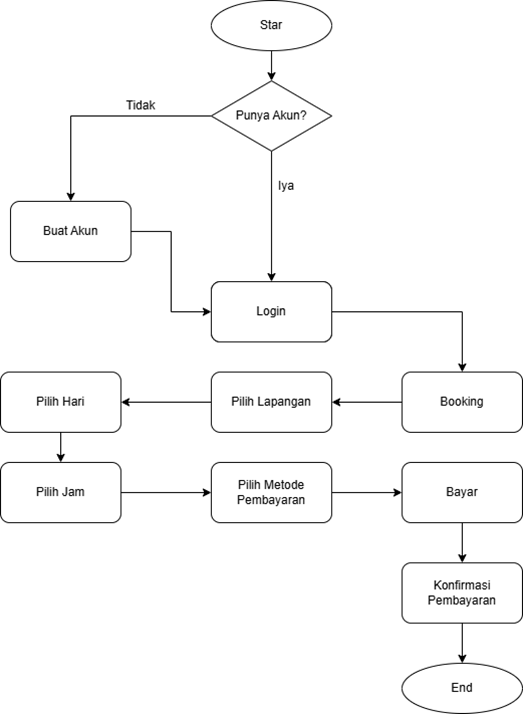 Star
Punya Akun?
Tidak
Iya
Buat Akun
Login
Booking
Pilih Lapangan
Pilih Hari
Pilih Jam
Pilih Metode
Pembayaran
Bayar
Konfirmasi
Pembayaran
End